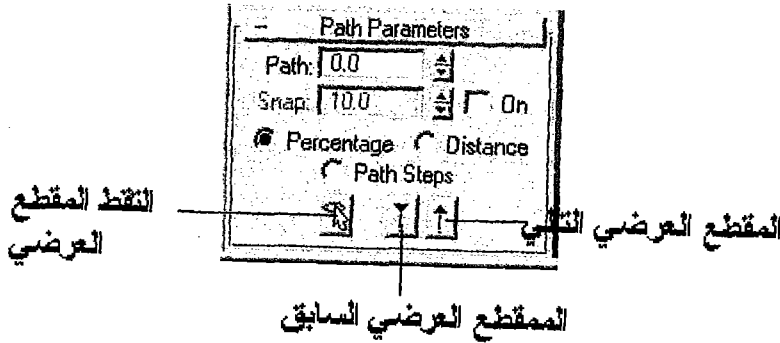 Path Parameters
Path: 0.0
Snap: 10.0 On
Percentage Distance
Path Steps
النقط المقطع
العرضي
المقطع العرضي التالي
الممقطع العرضي السابق